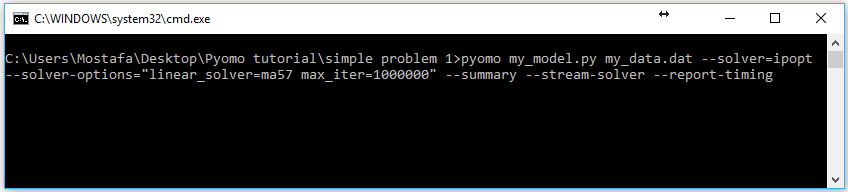 C:\WINDOWS\system32\cmd.exe
C:\Users\Mostafa\Desktop\Pyomo tutorial\simple problem 1>pyomo my_model.py my_data.dat --solver=ipopt
--solver-options="linear_solver=ma57 max_iter=1000000" --summary --stream-solver --report-timing